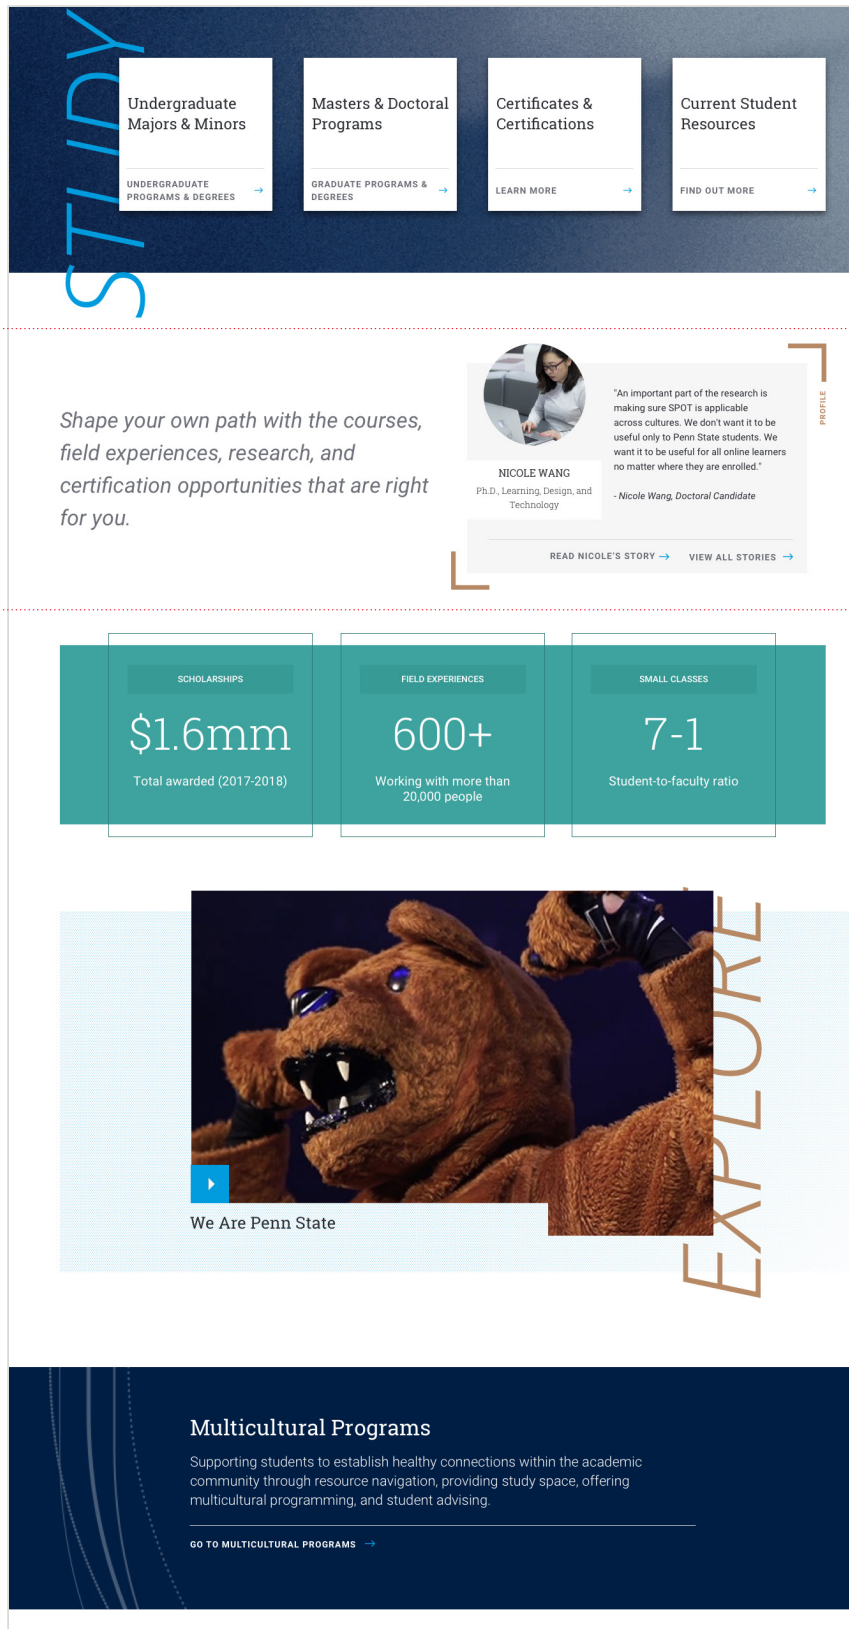 STUDY
Undergraduate
Majors & Minors
UNDERGRADUATE
PROGRAMS & DEGREES
Masters & Doctoral
Programs
GRADUATE PROGRAMS &
DEGREES
Certificates &
Certifications
LEARN MORE
Current Student
Resources
FIND OUT MORE
Shape your own path with the courses,
field experiences, research, and
certification opportunities that are right
for you.
NICOLE WANG
Ph.D., Learning, Design, and
Technology
"An important part of the research is
making sure SPOT is applicable
across cultures. We don't want it to be
useful only to Penn State students. We
want it to be useful for all online learners
no matter where they are enrolled."
- Nicole Wang, Doctoral Candidate
PROFILE
READ NICOLE'S STORY
VIEW ALL STORIES
SCHOLARSHIPS
$1.6mm
Total awarded (2017-2018)
FIELD EXPERIENCES
600+
Working with more than
20,000 people
SMALL CLASSES
7-1
Student-to-faculty ratio
EXPLORE
We Are Penn State
Multicultural Programs
Supporting students to establish healthy connections within the academic
community through resource navigation, providing study space, offering
multicultural programming, and student advising.
GO TO MULTICULTURAL PROGRAMS